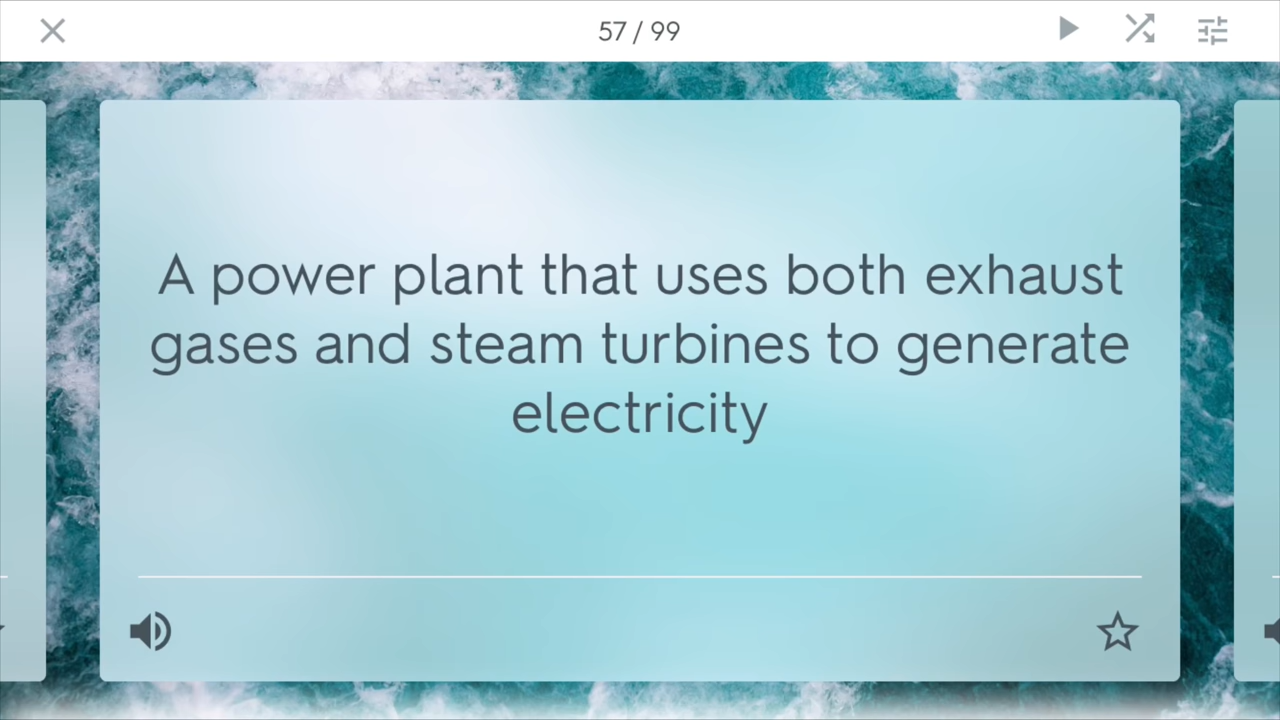 57 / 99
A power plant that uses both exhaust
gases and steam turbines to generate
electricity